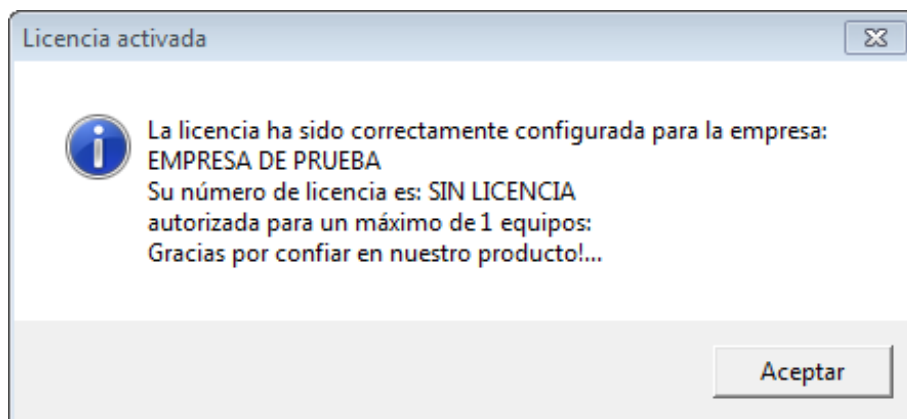 Licencia activada
La licencia ha sido correctamente configurada para la empresa:
EMPRESA DE PRUEBA
Su número de licencia es: SIN LICENCIA
autorizada para un máximo de 1 equipos:
Gracias por confiar en nuestro producto!...
Aceptar